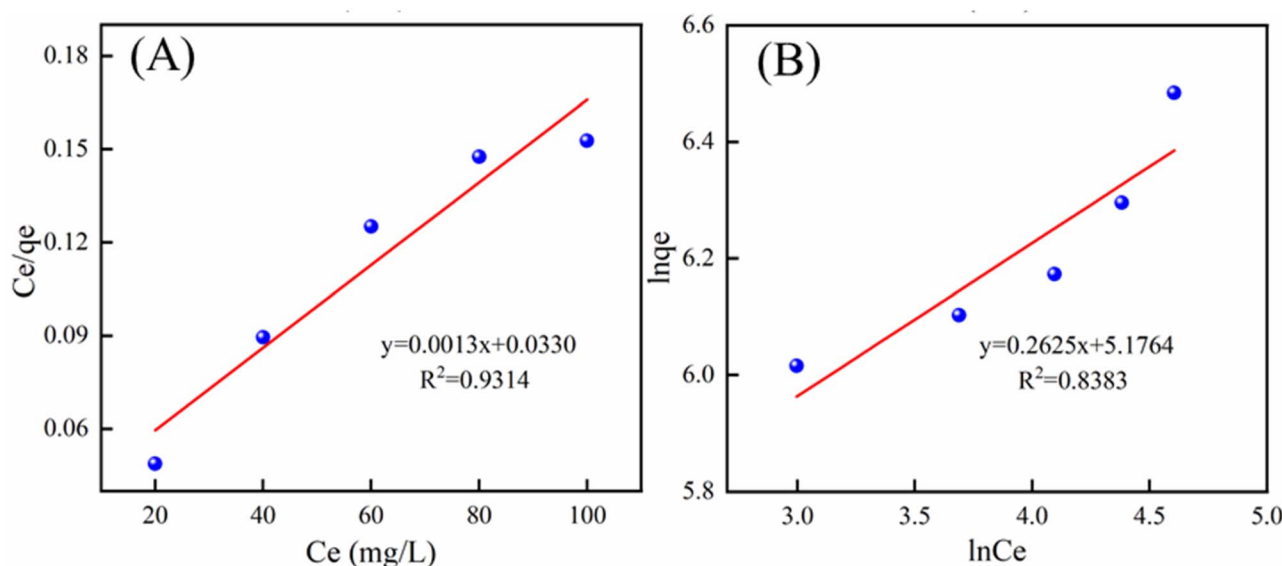 (A)
0.18
0.15
0.12
0.09
0.06
Ce/qe
y=0.0013x+0.0330
R²=0.9314
20 40 60 80 100
Ce (mg/L)
(B)
6.6
6.4
6.2
6.0
5.8
lnqe
y=0.2625x+5.1764
R²=0.8383
3.0 3.5 4.0 4.5 5.0
lnCe